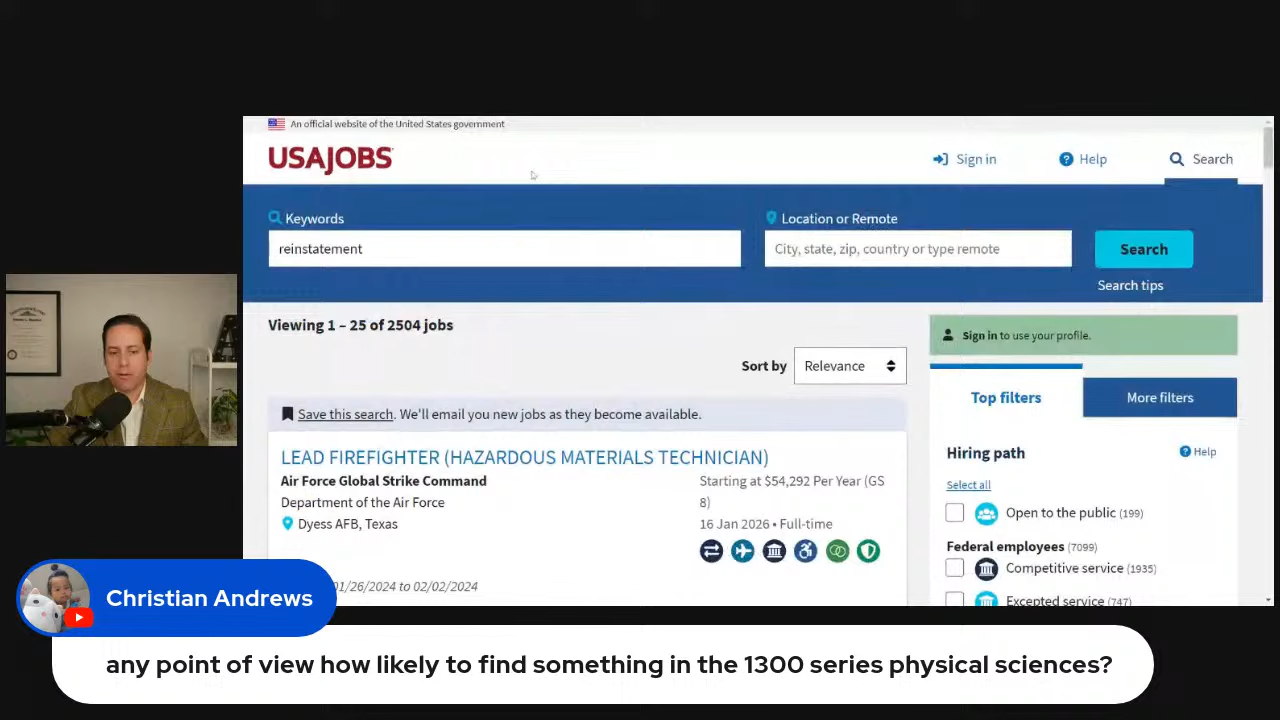 An official website of the United States government
USAJOBS
Sign in
Help
Search
Keywords
Location or Remote
reinstatement
City, state, zip, country or type remote
Search
Search tips
Viewing 1 – 25 of 2504 jobs
Sign in to use your profile.
Sort by
Relevance
Top filters
More filters
Save this search. We'll email you new jobs as they become available.
LEAD FIREFIGHTER (HAZARDOUS MATERIALS TECHNICIAN)
Air Force Global Strike Command
Department of the Air Force
Dyess AFB, Texas
Starting at $54,292 Per Year (GS
8)
16 Jan 2026 • Full-time
01/26/2024 to 02/02/2024
Hiring path
Help
Select all
Open to the public (199)
Federal employees (7099)
Competitive service (1935)
Excepted service (747)
Christian Andrews
any point of view how likely to find something in the 1300 series physical sciences?